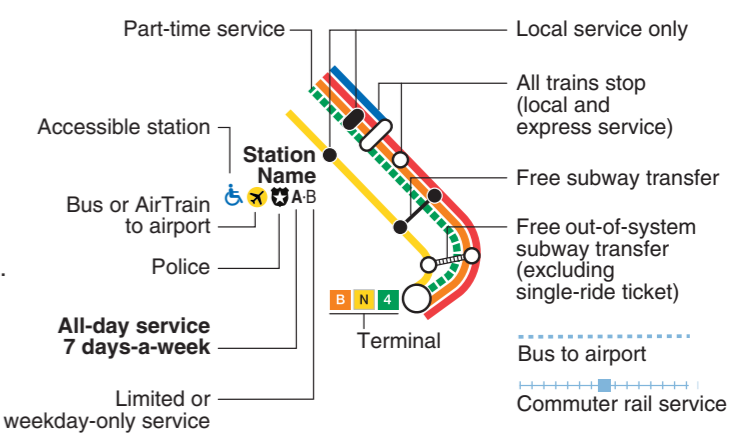 Part-time service
Local service only
All trains stop
(local and
express service)
Accessible station
Station
Name
A·B
Free subway transfer
Bus or AirTrain
to airport
Free out-of-system
subway transfer
(excluding
single-ride ticket)
Police
.
B N 4
Terminal
All-day service
7 days-a-week
Bus to airport
Limited or
weekday-only service
Commuter rail service